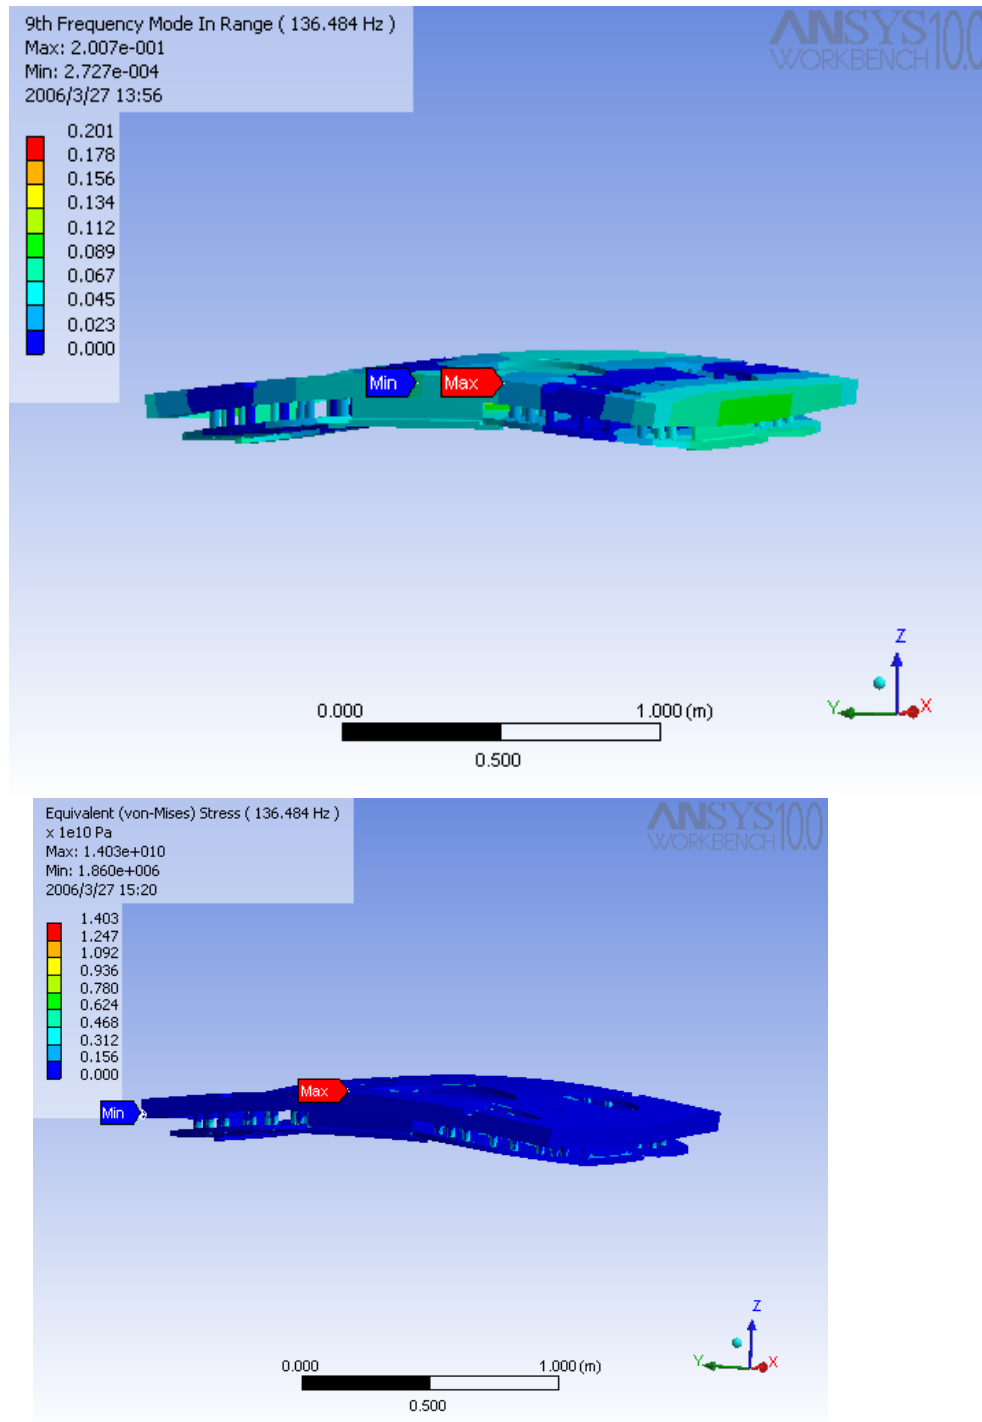 9th Frequency Mode In Range ( 136.484 Hz )
Max: 2.007e-001
Min: 2.727e-004
2006/3/27 13:56
ANSYS10.0
WORKBENCH
0.201
0.178
0.156
0.134
0.112
0.089
0.067
0.045
0.023
0.000
Min
Max
Z
Y
X
0.000
1.000 (m)
0.500
Equivalent (von-Mises) Stress ( 136.484 Hz )
x 1e10 Pa
Max: 1.403e+010
Min: 1.860e+006
2006/3/27 15:20
ANSYS10.0
WORKBENCH
1.403
1.247
1.092
0.936
0.780
0.624
0.468
0.312
0.156
0.000
Max
Min
Z
Y
X
0.000
1.000 (m)
0.500